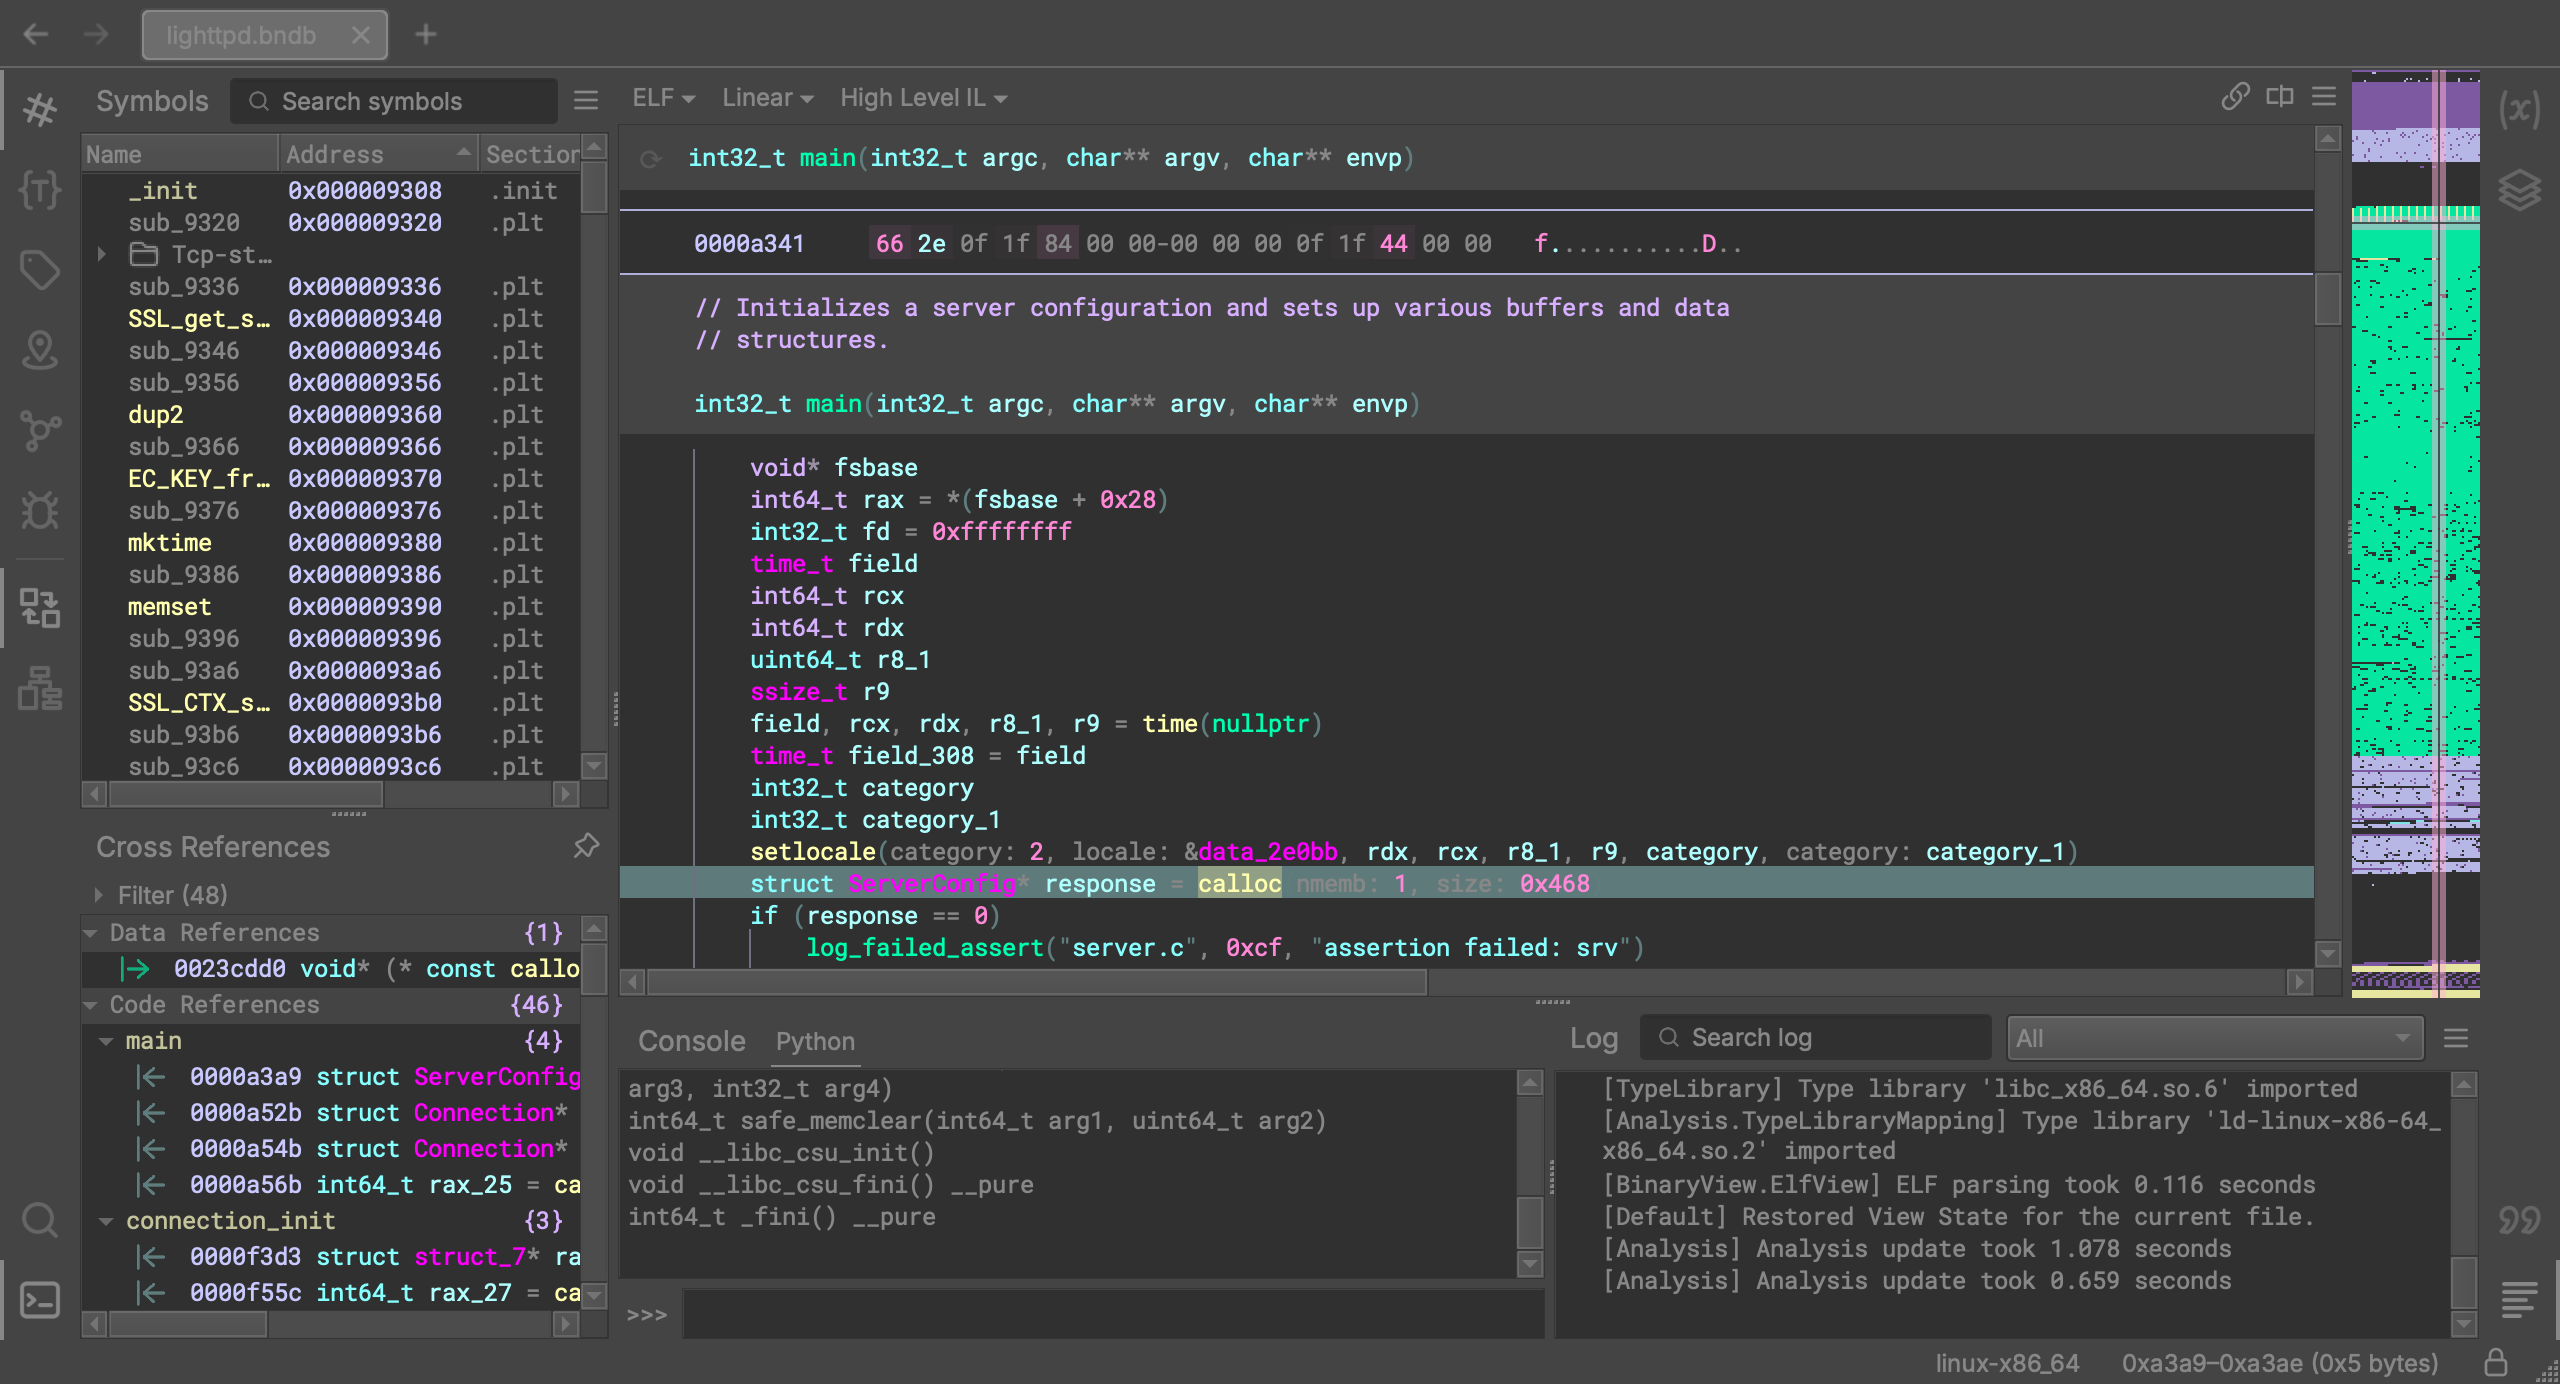 lighttpd.bndb
Symbols
Search symbols
Name Address Section
_init 0x000009308 .init
sub_9320 0x000009320 .plt
Tcp-st…
sub_9336 0x000009336 .plt
SSL_get_s… 0x000009340 .plt
sub_9346 0x000009346 .plt
sub_9356 0x000009356 .plt
dup2 0x000009360 .plt
sub_9366 0x000009366 .plt
EC_KEY_fr… 0x000009370 .plt
sub_9376 0x000009376 .plt
mktime 0x000009380 .plt
sub_9386 0x000009386 .plt
memset 0x000009390 .plt
sub_9396 0x000009396 .plt
sub_93a6 0x0000093a6 .plt
SSL_CTX_s… 0x0000093b0 .plt
sub_93b6 0x0000093b6 .plt
sub_93c6 0x0000093c6 .plt
Cross References
Filter (48)
Data References {1}
0023cdd0 void* (* const callo
Code References {46}
main {4}
0000a3a9 struct ServerConfig
0000a52b struct Connection*
0000a54b struct Connection*
0000a56b int64_t rax_25 = ca
connection_init {3}
0000f3d3 struct struct_7* ra
0000f55c int64_t rax_27 = ca
ELF Linear High Level IL
int32_t main(int32_t argc, char** argv, char** envp)
0000a341 66 2e 0f 1f 84 00 00-00 00 00 0f 1f 44 00 00 f...........D..
// Initializes a server configuration and sets up various buffers and data
// structures.
int32_t main(int32_t argc, char** argv, char** envp)
void* fsbase
int64_t rax = *(fsbase + 0x28)
int32_t fd = 0xffffffff
time_t field
int64_t rcx
int64_t rdx
uint64_t r8_1
ssize_t r9
field, rcx, rdx, r8_1, r9 = time(nullptr)
time_t field_308 = field
int32_t category
int32_t category_1
setlocale(category: 2, locale: &data_2e0bb, rdx, rcx, r8_1, r9, category, category: category_1)
struct ServerConfig* response = calloc nmemb: 1, size: 0x468
if (response == 0)
log_failed_assert("server.c", 0xcf, "assertion failed: srv")
Console Python
arg3, int32_t arg4)
int64_t safe_memclear(int64_t arg1, uint64_t arg2)
void __libc_csu_init()
void __libc_csu_fini() __pure
int64_t _fini() __pure
>>>
Log
Search log
All
[TypeLibrary] Type library 'libc_x86_64.so.6' imported
[Analysis.TypeLibraryMapping] Type library 'ld-linux-x86-64_
x86_64.so.2' imported
[BinaryView.ElfView] ELF parsing took 0.116 seconds
[Default] Restored View State for the current file.
[Analysis] Analysis update took 1.078 seconds
[Analysis] Analysis update took 0.659 seconds
linux-x86_64 0xa3a9–0xa3ae (0x5 bytes)